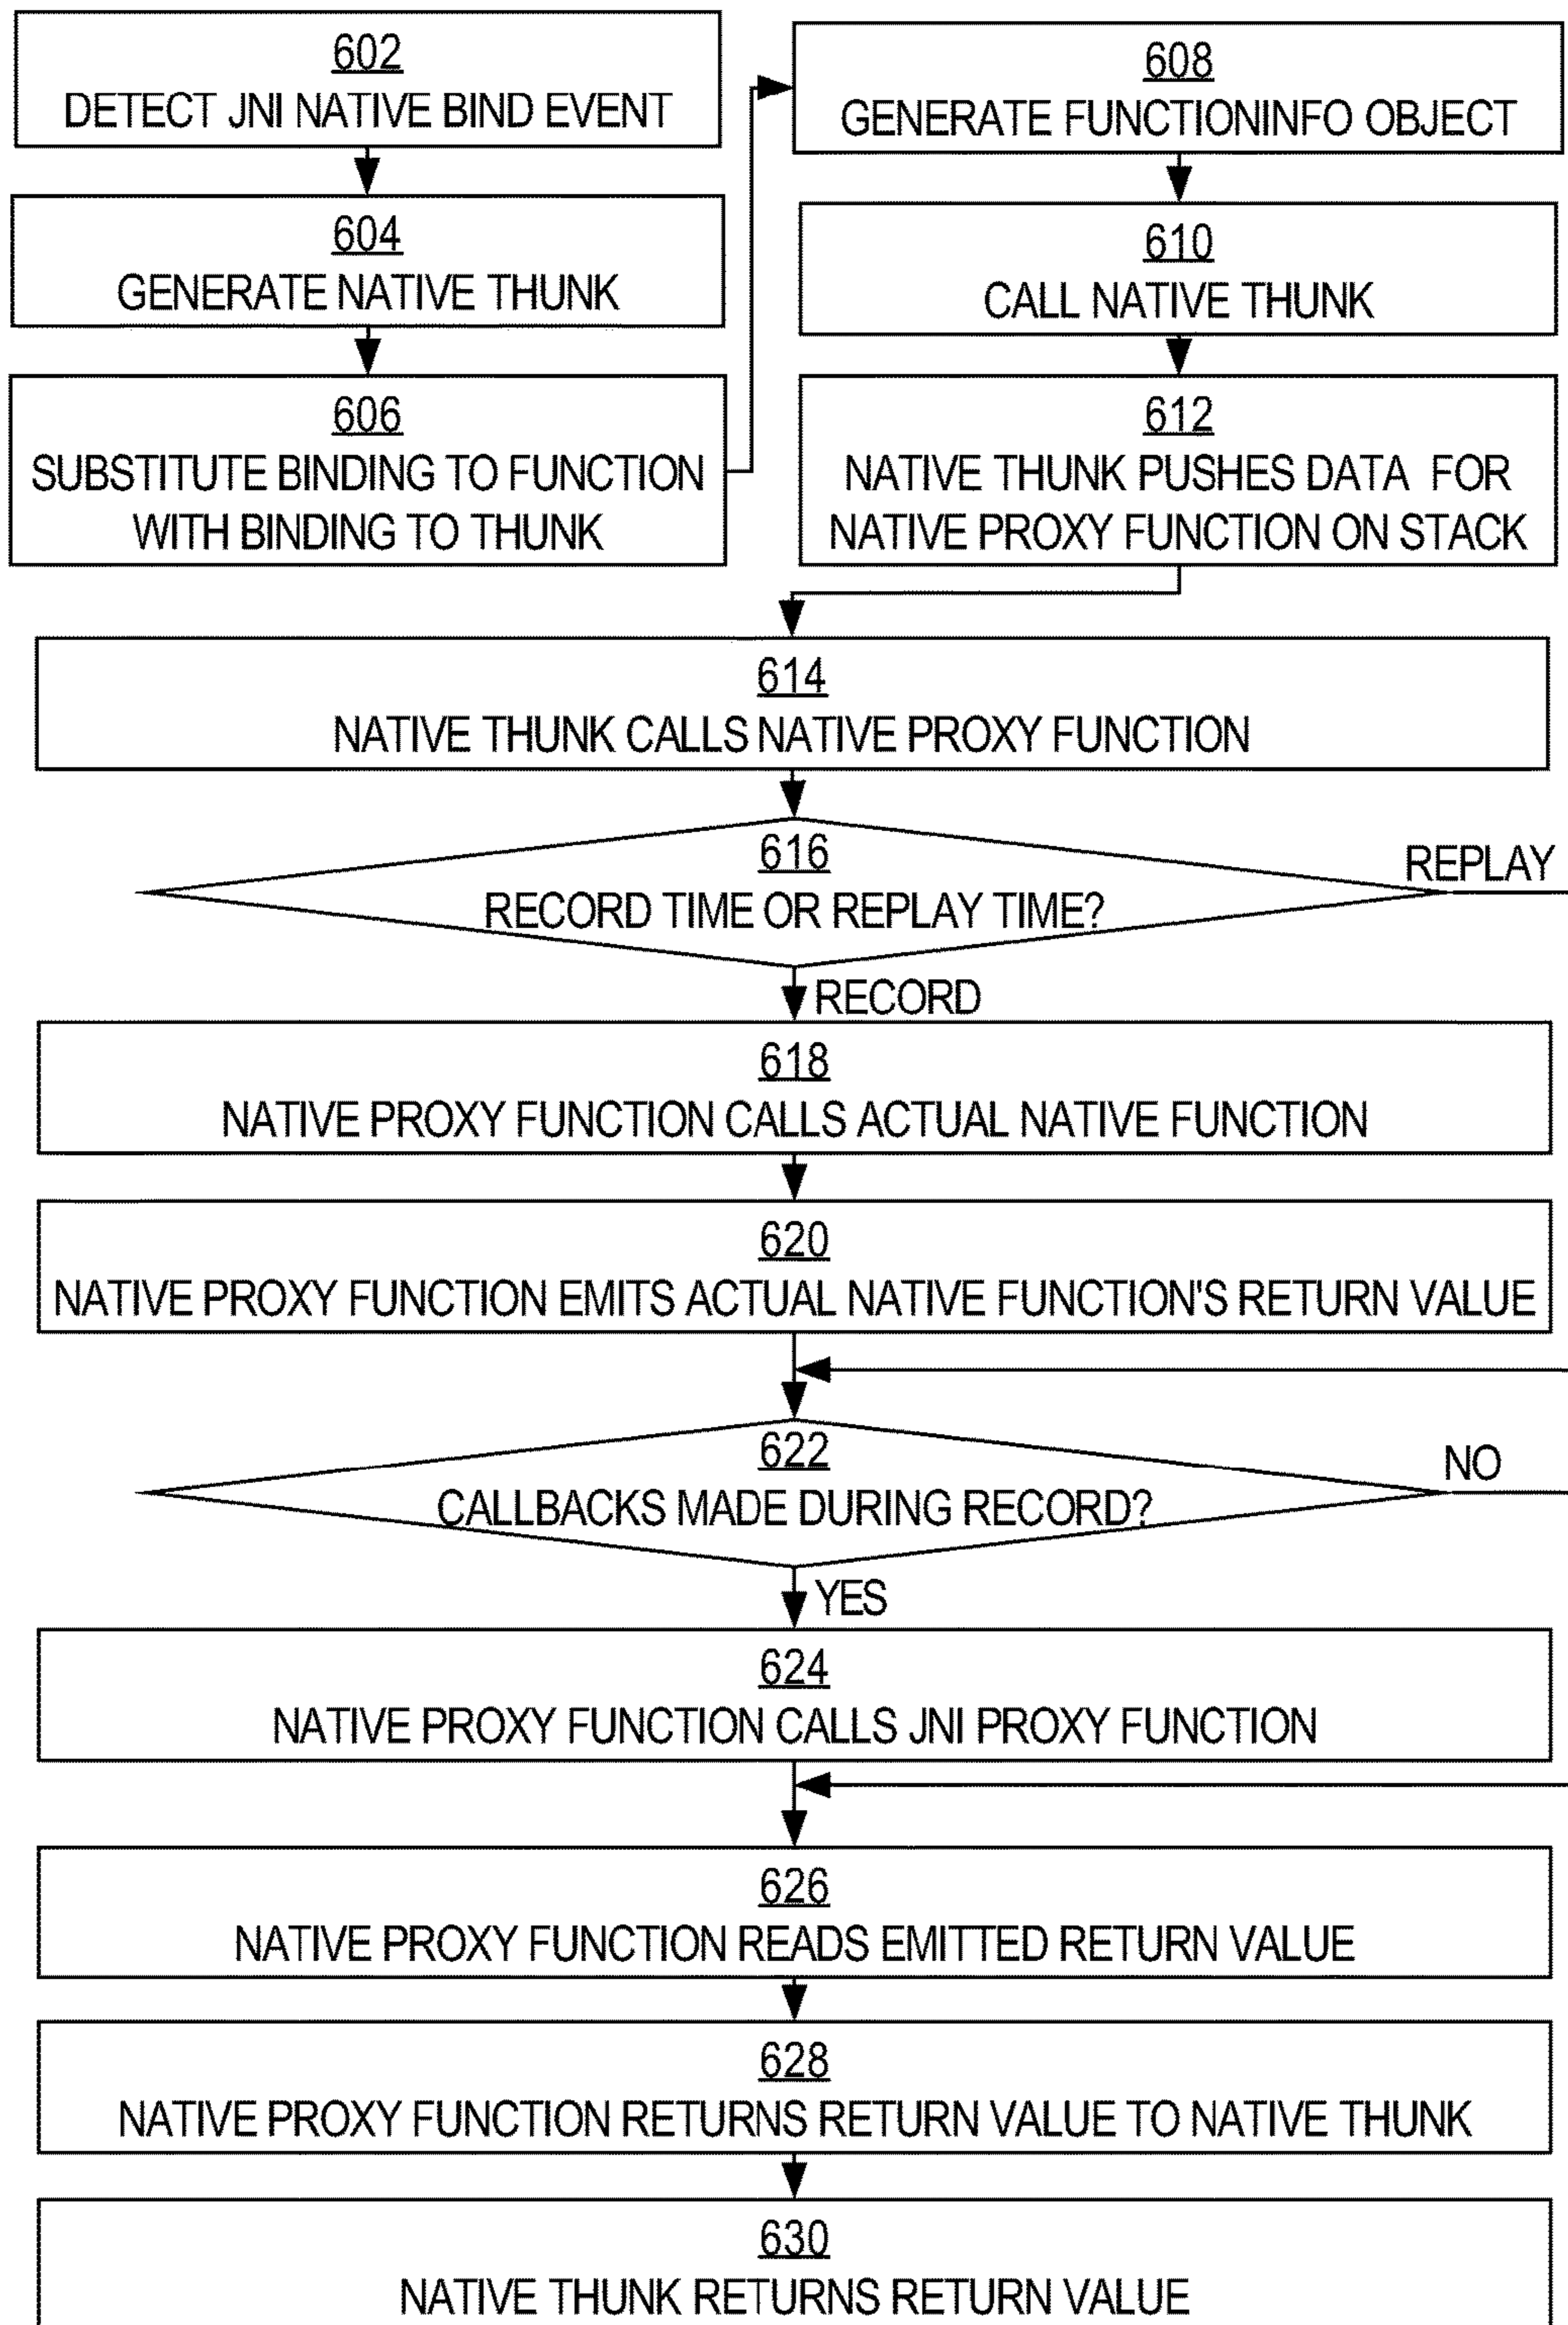 602
DETECT JNI NATIVE BIND EVENT
604
GENERATE NATIVE THUNK
606
SUBSTITUTE BINDING TO FUNCTION
WITH BINDING TO THUNK
608
GENERATE FUNCTIONINFO OBJECT
610
CALL NATIVE THUNK
612
NATIVE THUNK PUSHES DATA FOR
NATIVE PROXY FUNCTION ON STACK
614
NATIVE THUNK CALLS NATIVE PROXY FUNCTION
616
RECORD TIME OR REPLAY TIME?
REPLAY
RECORD
618
NATIVE PROXY FUNCTION CALLS ACTUAL NATIVE FUNCTION
620
NATIVE PROXY FUNCTION EMITS ACTUAL NATIVE FUNCTION'S RETURN VALUE
622
CALLBACKS MADE DURING RECORD?
NO
YES
624
NATIVE PROXY FUNCTION CALLS JNI PROXY FUNCTION
626
NATIVE PROXY FUNCTION READS EMITTED RETURN VALUE
628
NATIVE PROXY FUNCTION RETURNS RETURN VALUE TO NATIVE THUNK
630
NATIVE THUNK RETURNS RETURN VALUE